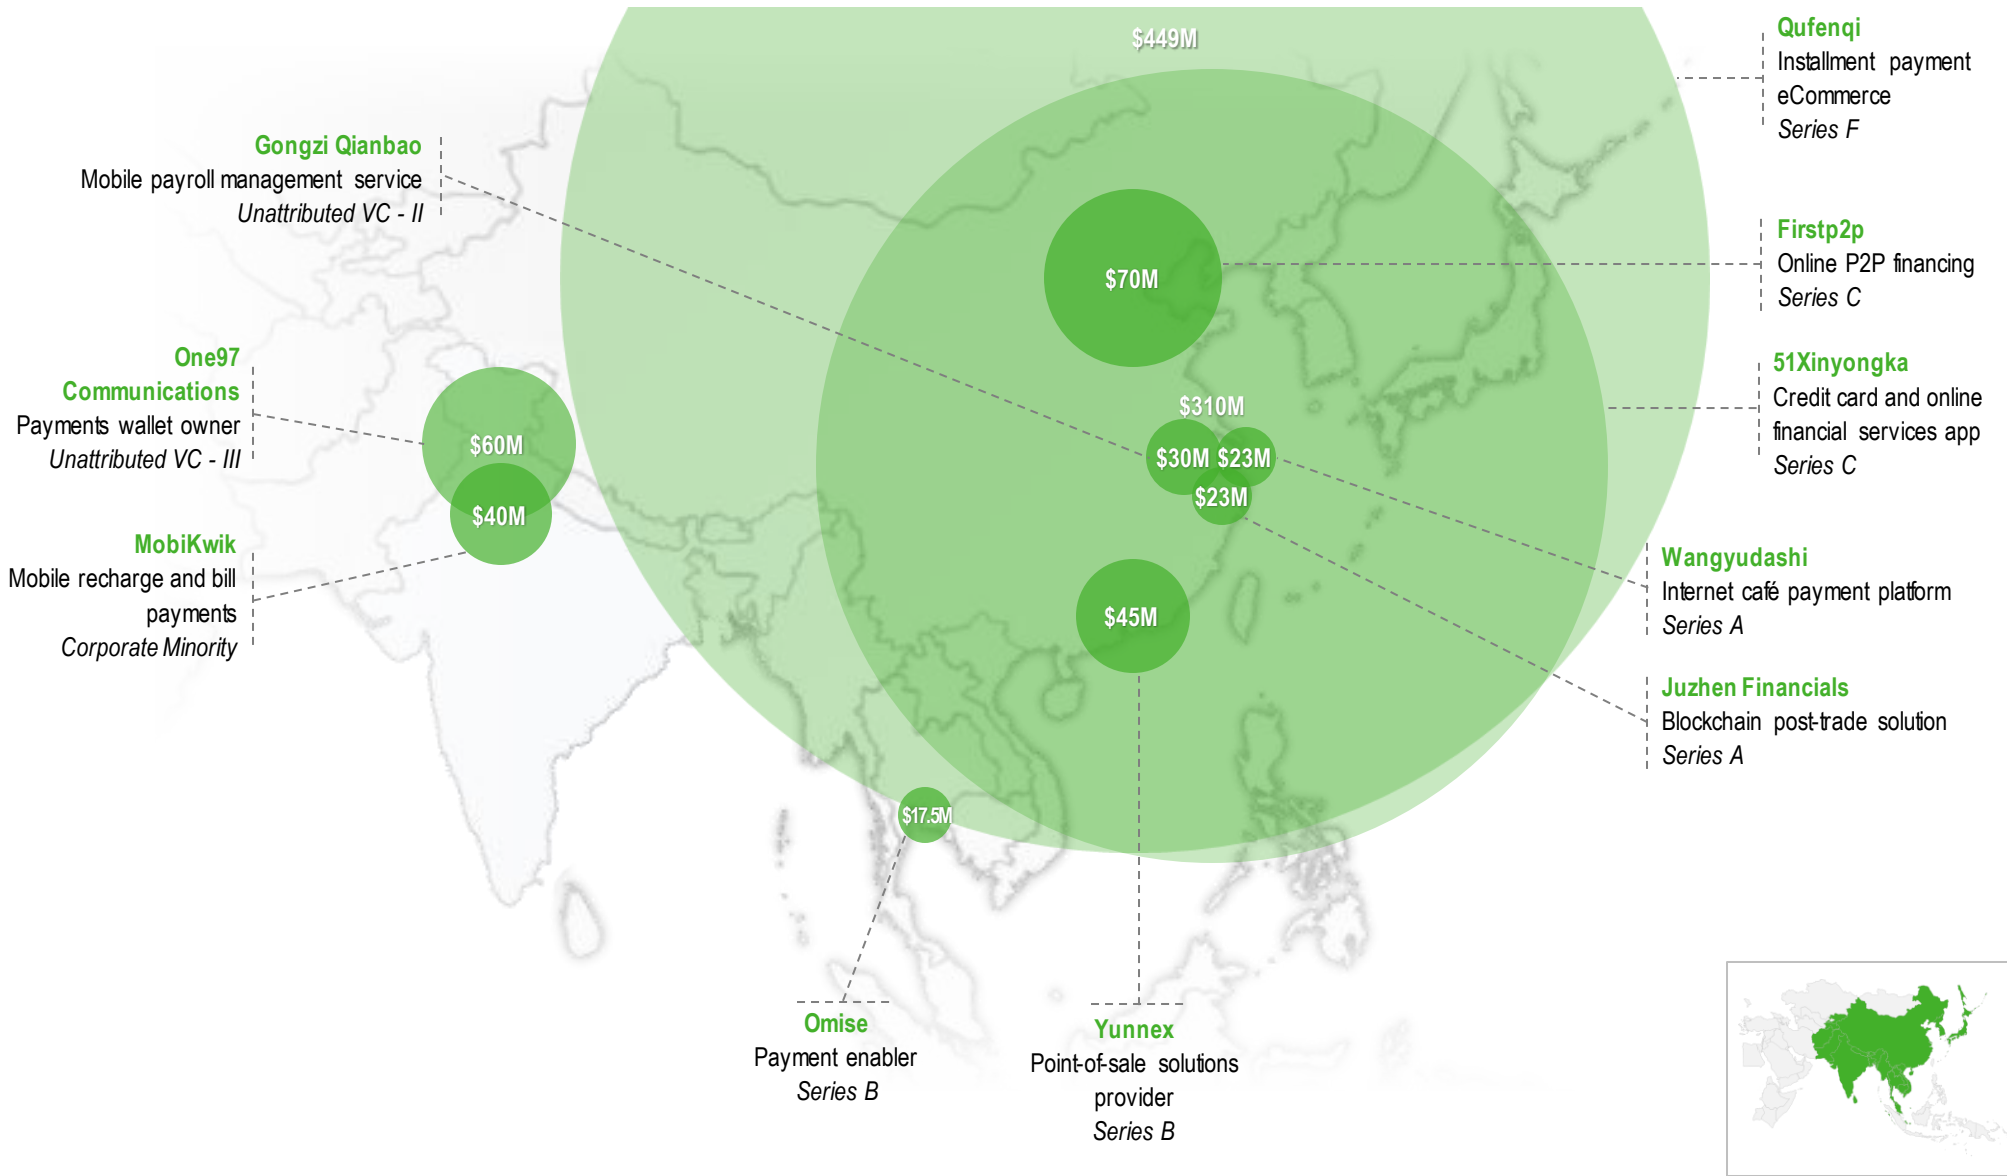 $449M
Qufenqi
Installment payment
eCommerce
Series F
Gongzi Qianbao
Mobile payroll management service
Unattributed VC - II
Firstp2p
Online P2P financing
Series C
$70M
One97
Communications
Payments wallet owner
Unattributed VC - III
$60M
51Xinyongka
Credit card and online
financial services app
Series C
$310M
$30M
$23M
$23M
$40M
MobiKwik
Mobile recharge and bill
payments
Corporate Minority
Wangyudashi
Internet café payment platform
Series A
$45M
Juzhen Financials
Blockchain post-trade solution
Series A
$17.5M
Omise
Payment enabler
Series B
Yunnex
Point-of-sale solutions
provider
Series B